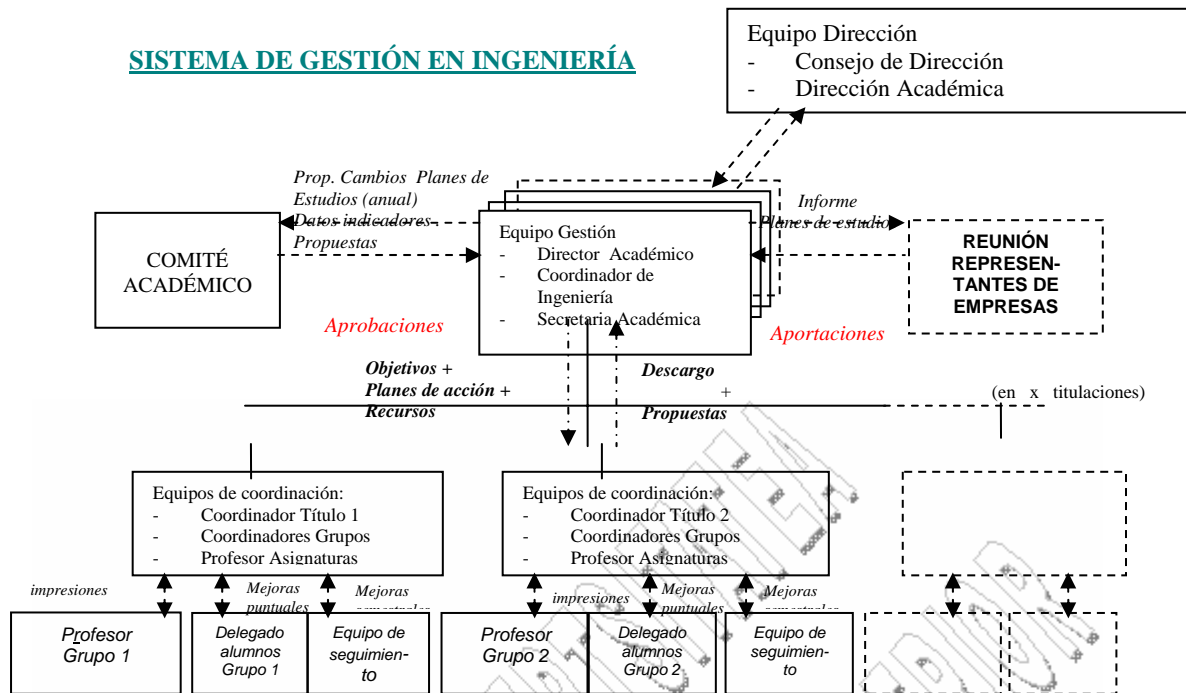 SISTEMA DE GESTIÓN EN INGENIERÍA
Equipo Dirección
- Consejo de Dirección
- Dirección Académica
Prop. Cambios Planes de
Estudios (anual)
Datos indicadores
Propuestas
COMITÉ
ACADÉMICO
Aprobaciones
Equipo Gestión
- Director Académico
- Coordinador de
Ingeniería
- Secretaria Académica
Informe
Planes de estudio
REUNIÓN
REPRESEN-
TANTES DE
EMPRESAS
Aportaciones
Objetivos +
Planes de acción +
Recursos
Descargo
+
Propuestas
(en x titulaciones)
Equipos de coordinación:
- Coordinador Título 1
- Coordinadores Grupos
- Profesor Asignaturas
Equipos de coordinación:
- Coordinador Título 2
- Coordinadores Grupos
- Profesor Asignaturas
impresiones
Mejoras
puntuales
Mejoras
semestrales
impresiones
Mejoras
puntuales
Mejoras
semestrales
Profesor
Grupo 1
Delegado
alumnos
Grupo 1
Equipo de
seguimien-
to
Profesor
Grupo 2
Delegado
alumnos
Grupo 2
Equipo de
seguimien-
to